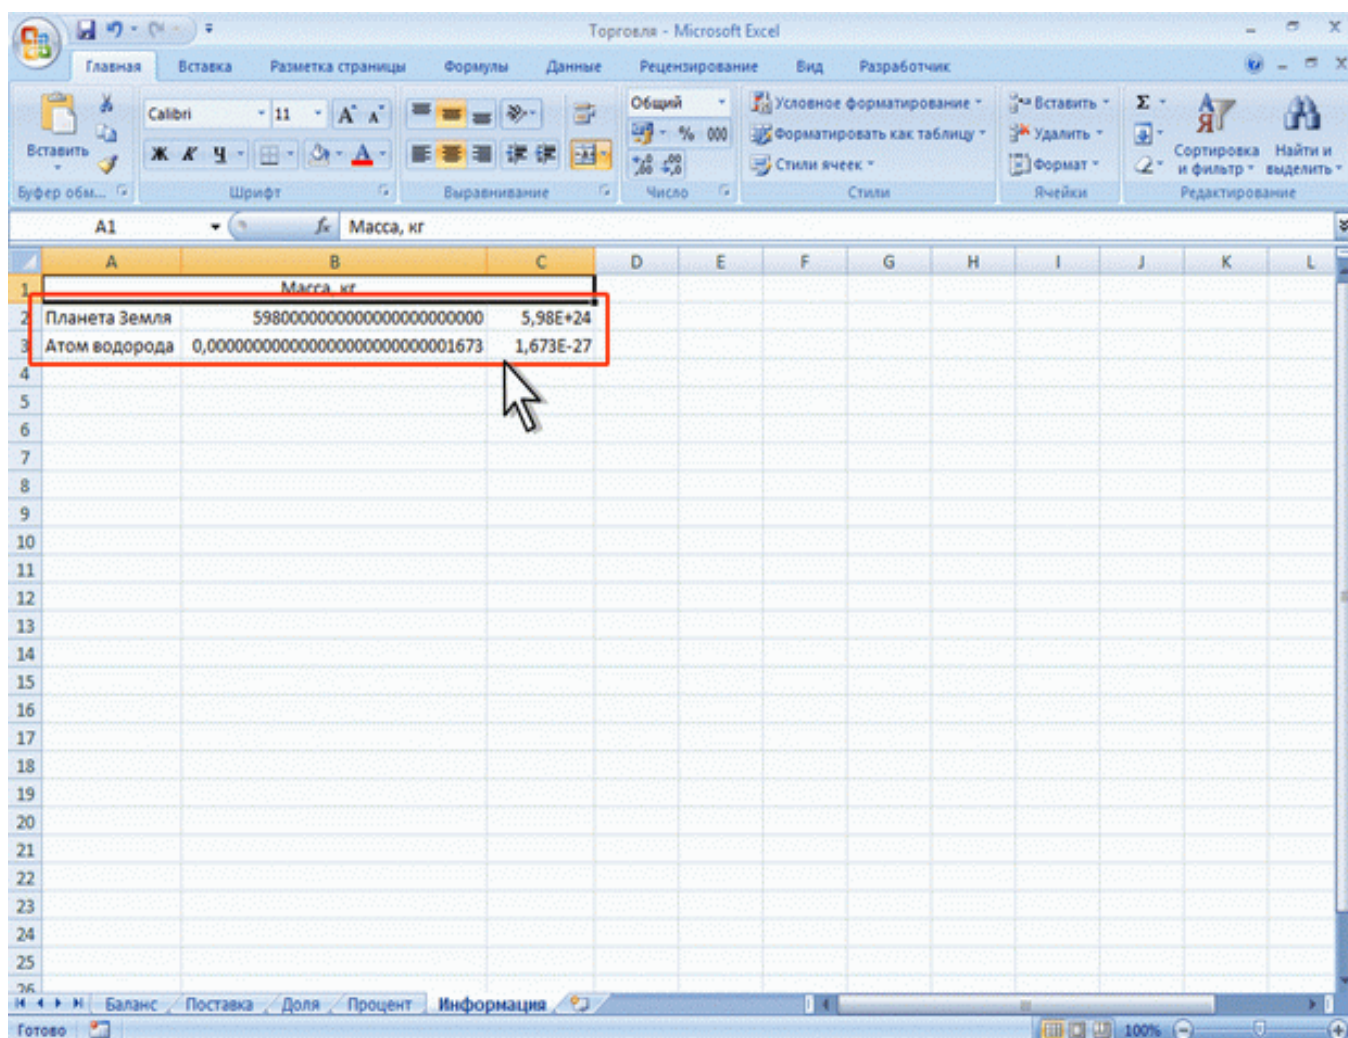 Торговля - Microsoft Excel
Главная Вставка Разметка страницы Формулы Данные Рецензирование Вид Разработчик
Calibri 11 Общий Условное форматирование Вставить Σ
Вставить Ж К Ч % 000 Форматировать как таблицу Удалить Сортировка и фильтр Найти и выделить
Стили ячеек Формат
Буфер обм... Шрифт Выравнивание Число Стили Ячейки Редактирование
A1 fx Масса, кг
A B C D E F G H I J K L
1 Масса, кг
2 Планета Земля 5980000000000000000000000 5,98E+24
3 Атом водорода 0,000000000000000000000000001673 1,673E-27
4
5
6
7
8
9
10
11
12
13
14
15
16
17
18
19
20
21
22
23
24
25
26
Баланс Поставка Доля Процент Информация
Готово 100%